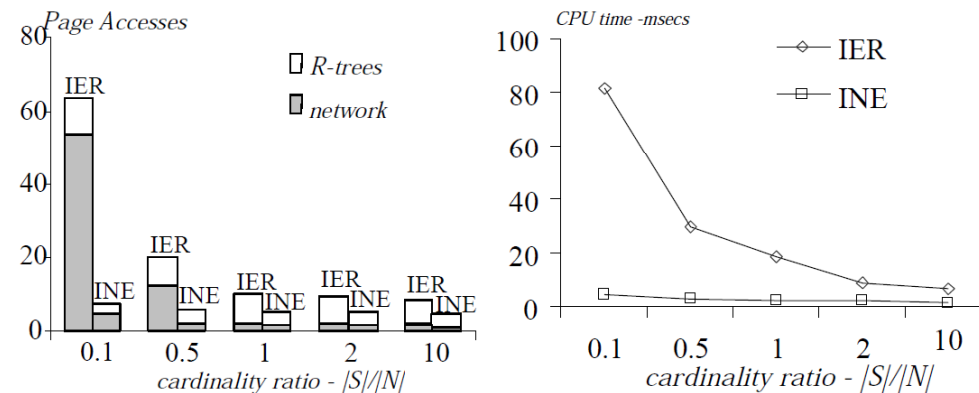 Page Accesses
80
60
40
20
0
IER
INE
IER
INE
IER
INE
IER
INE
IER
INE
R-trees
network
0.1 0.5 1 2 10
cardinality ratio - |S|/|N|
CPU time -msecs
100
80
60
40
20
0
IER
INE
0.1 0.5 1 2 10
cardinality ratio - |S|/|N|